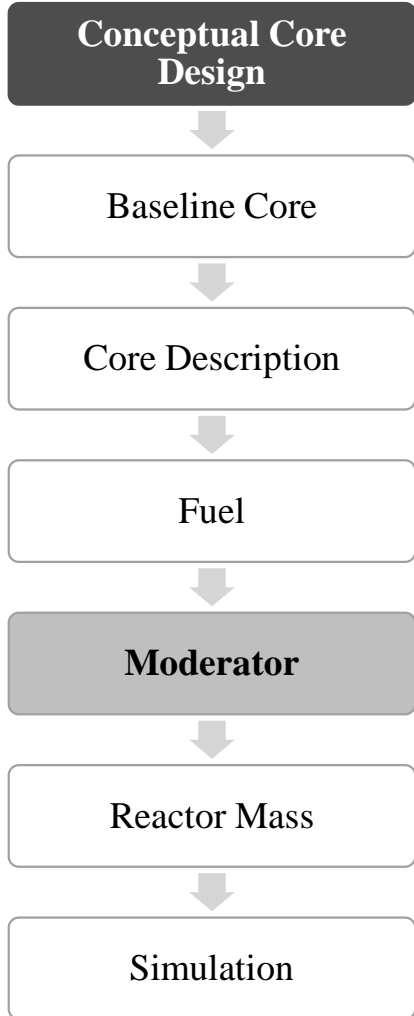 Conceptual Core
Design
Baseline Core
Core Description
Fuel
Moderator
Reactor Mass
Simulation